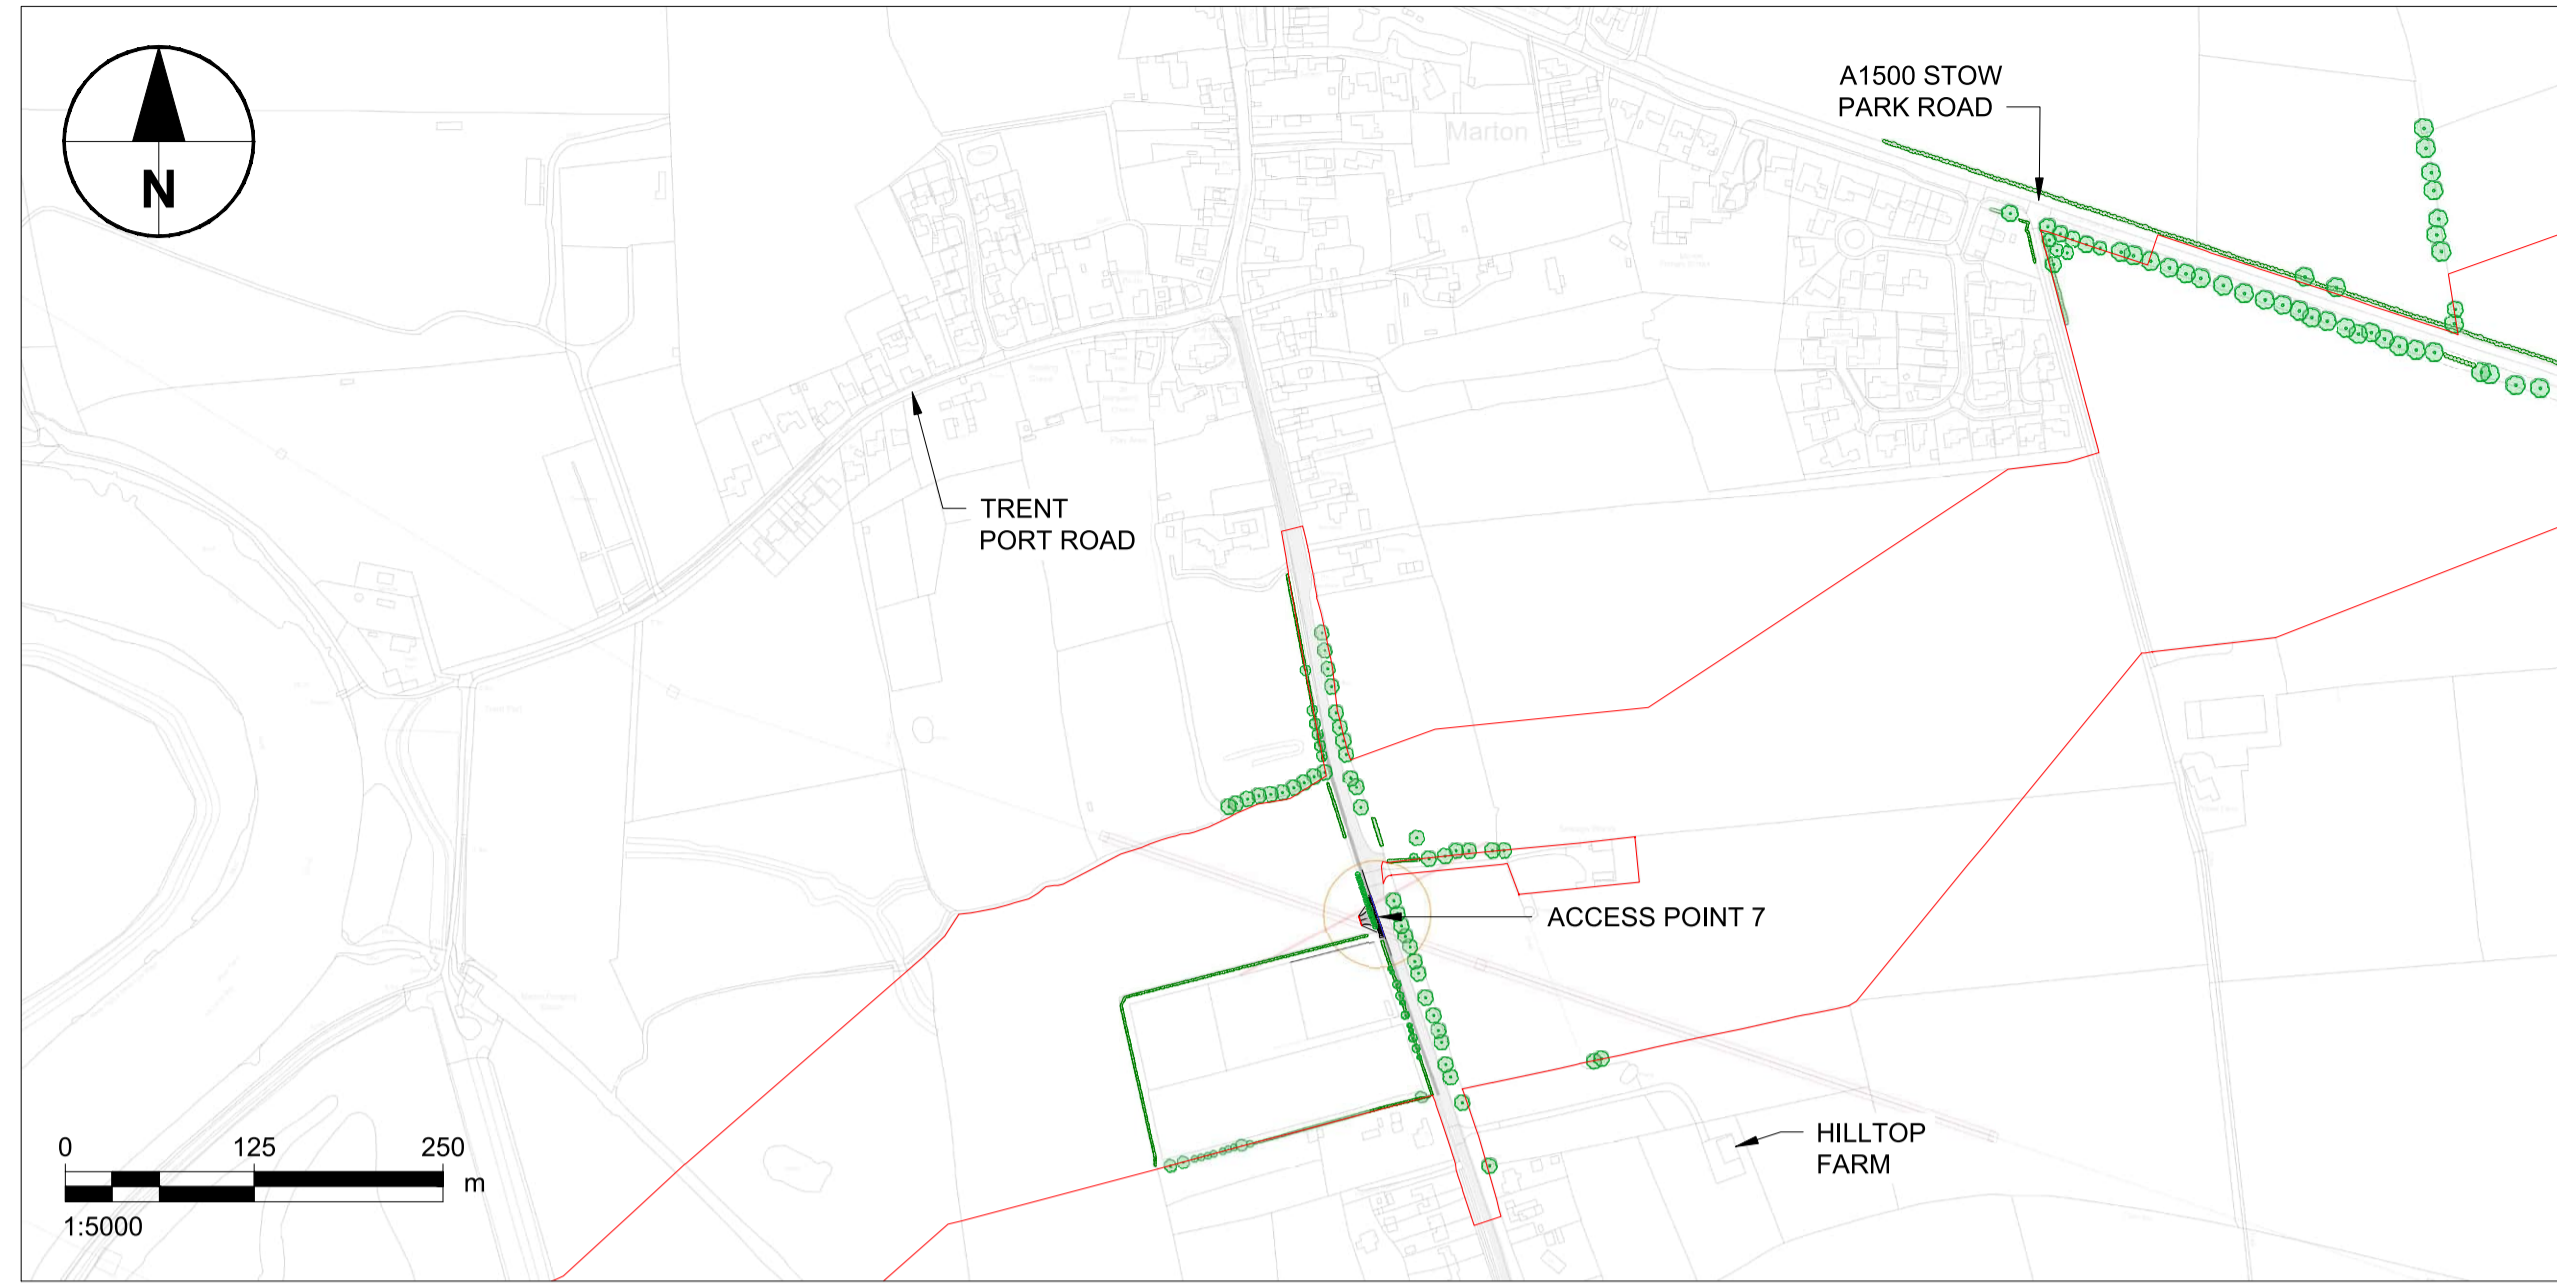 A1500 STOW
PARK ROAD
Marton
N
TRENT
PORT ROAD
ACCESS POINT 7
HILLTOP
FARM
0 125 250
m
1:5000